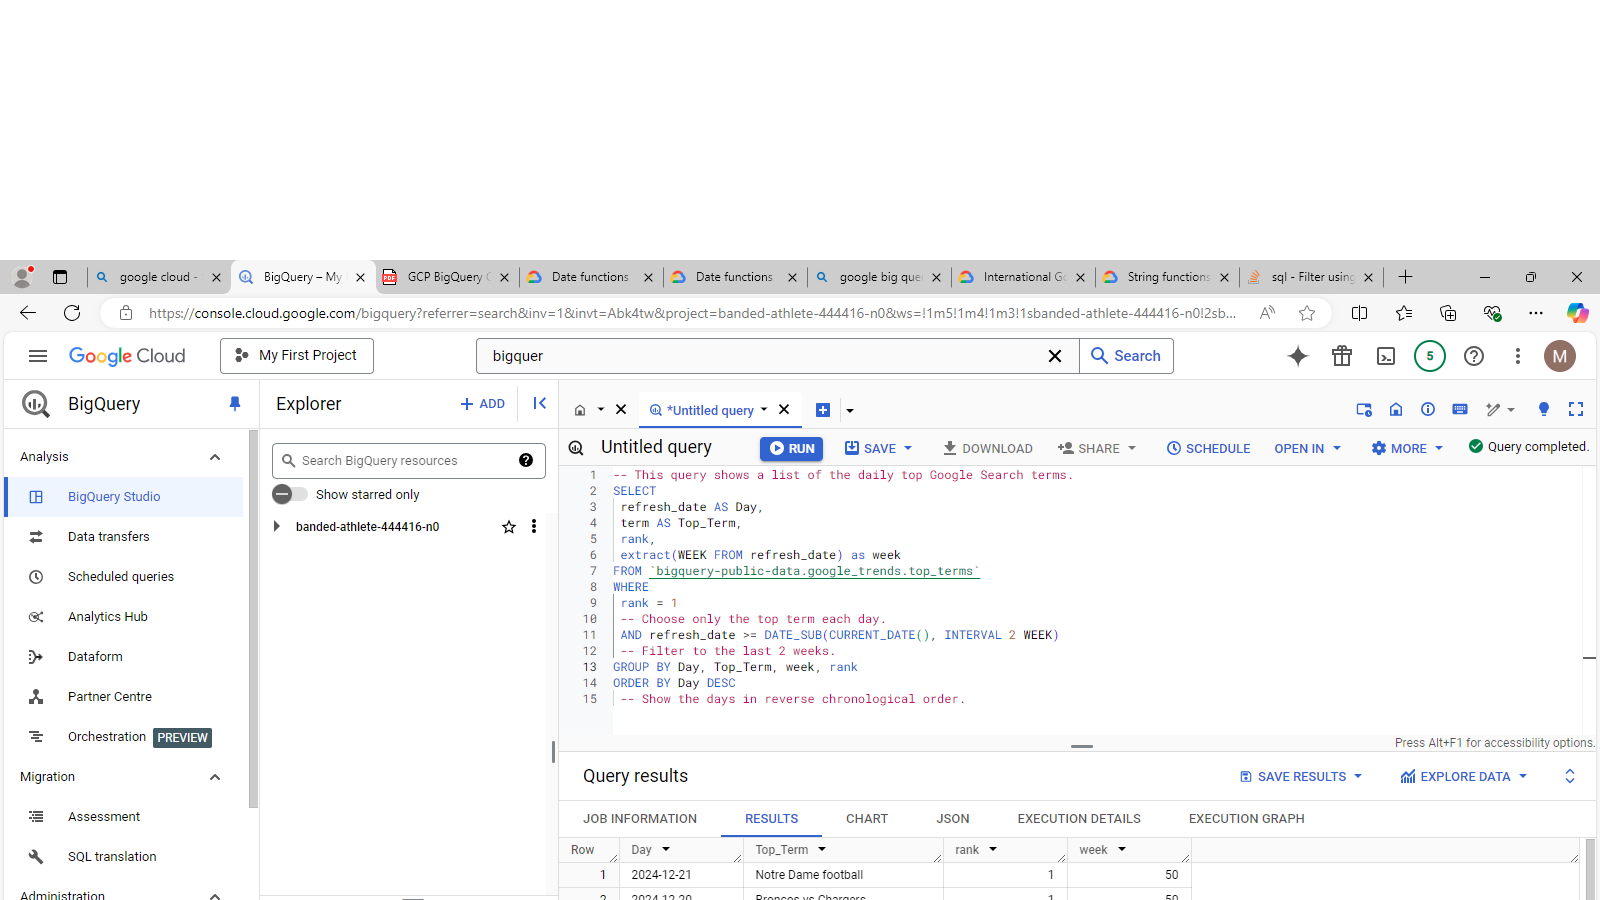 google cloud -
BigQuery – My
GCP BigQuery C
Date functions
Date functions
google big que
International Go
String functions
sql - Filter using
https://console.cloud.google.com/bigquery?referrer=search&inv=1&invt=Abk4tw&project=banded-athlete-444416-n0&ws=!1m5!1m4!1m3!1sbanded-athlete-444416-n0!2sb...
Google Cloud
My First Project
bigquer
Search
5
M
BigQuery
Analysis
BigQuery Studio
Data transfers
Scheduled queries
Analytics Hub
Dataform
Partner Centre
Orchestration PREVIEW
Migration
Assessment
SQL translation
Administration
Explorer
+ ADD
Search BigQuery resources
Show starred only
banded-athlete-444416-n0
*Untitled query
Untitled query
RUN
SAVE
DOWNLOAD
SHARE
SCHEDULE
OPEN IN
MORE
Query completed.
1 -- This query shows a list of the daily top Google Search terms.
2 SELECT
3 refresh_date AS Day,
4 term AS Top_Term,
5 rank,
6 extract(WEEK FROM refresh_date) as week
7 FROM `bigquery-public-data.google_trends.top_terms`
8 WHERE
9 rank = 1
10 -- Choose only the top term each day.
11 AND refresh_date >= DATE_SUB(CURRENT_DATE(), INTERVAL 2 WEEK)
12 -- Filter to the last 2 weeks.
13 GROUP BY Day, Top_Term, week, rank
14 ORDER BY Day DESC
15 -- Show the days in reverse chronological order.
Press Alt+F1 for accessibility options.
Query results
SAVE RESULTS
EXPLORE DATA
JOB INFORMATION
RESULTS
CHART
JSON
EXECUTION DETAILS
EXECUTION GRAPH
Row Day Top_Term rank week
1 2024-12-21 Notre Dame football 1 50
2 2024-12-20 Broncos vs Chargers 1 50